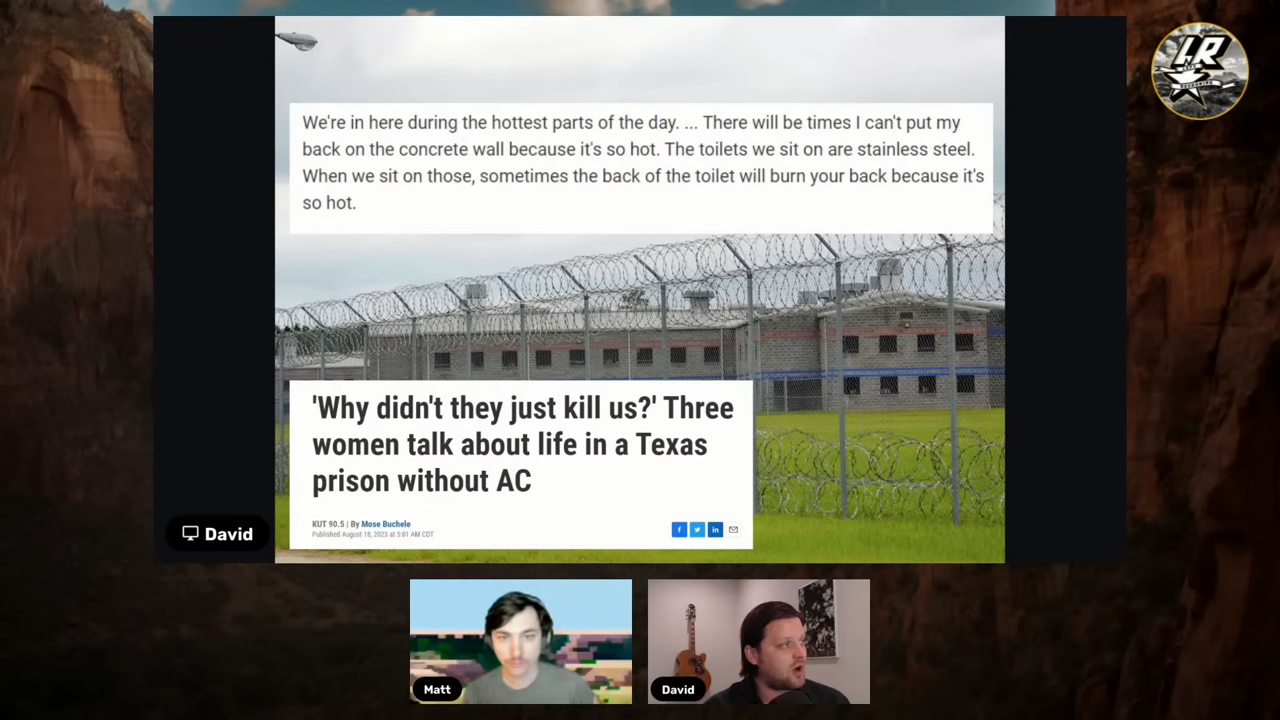 LR
We're in here during the hottest parts of the day. ... There will be times I can't put my
back on the concrete wall because it's so hot. The toilets we sit on are stainless steel.
When we sit on those, sometimes the back of the toilet will burn your back because it's
so hot.
'Why didn't they just kill us?' Three
women talk about life in a Texas
prison without AC
KUT 90.5 | By Mose Buchele
Published August 18, 2023 at 5:01 AM CDT
David
Matt
David